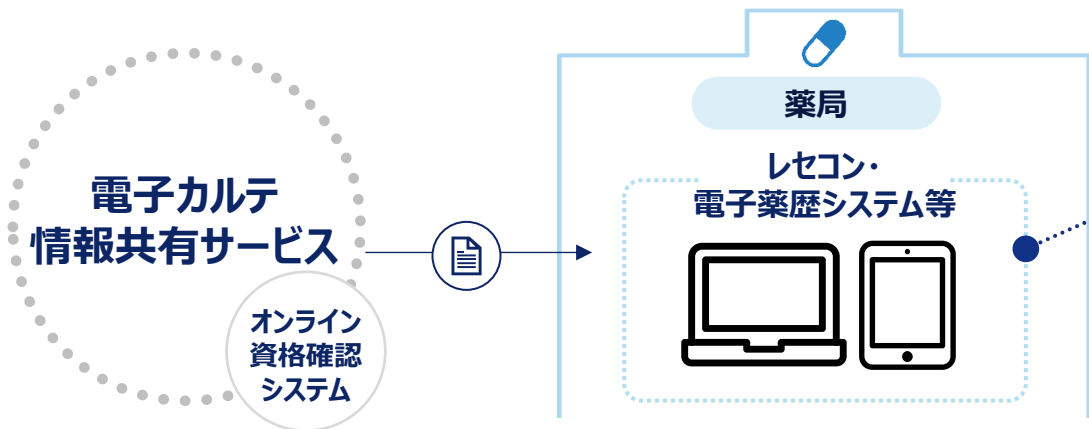 電子カルテ
情報共有サービス
オンライン
資格確認
システム
薬局
レセコン・
電子薬歴システム等